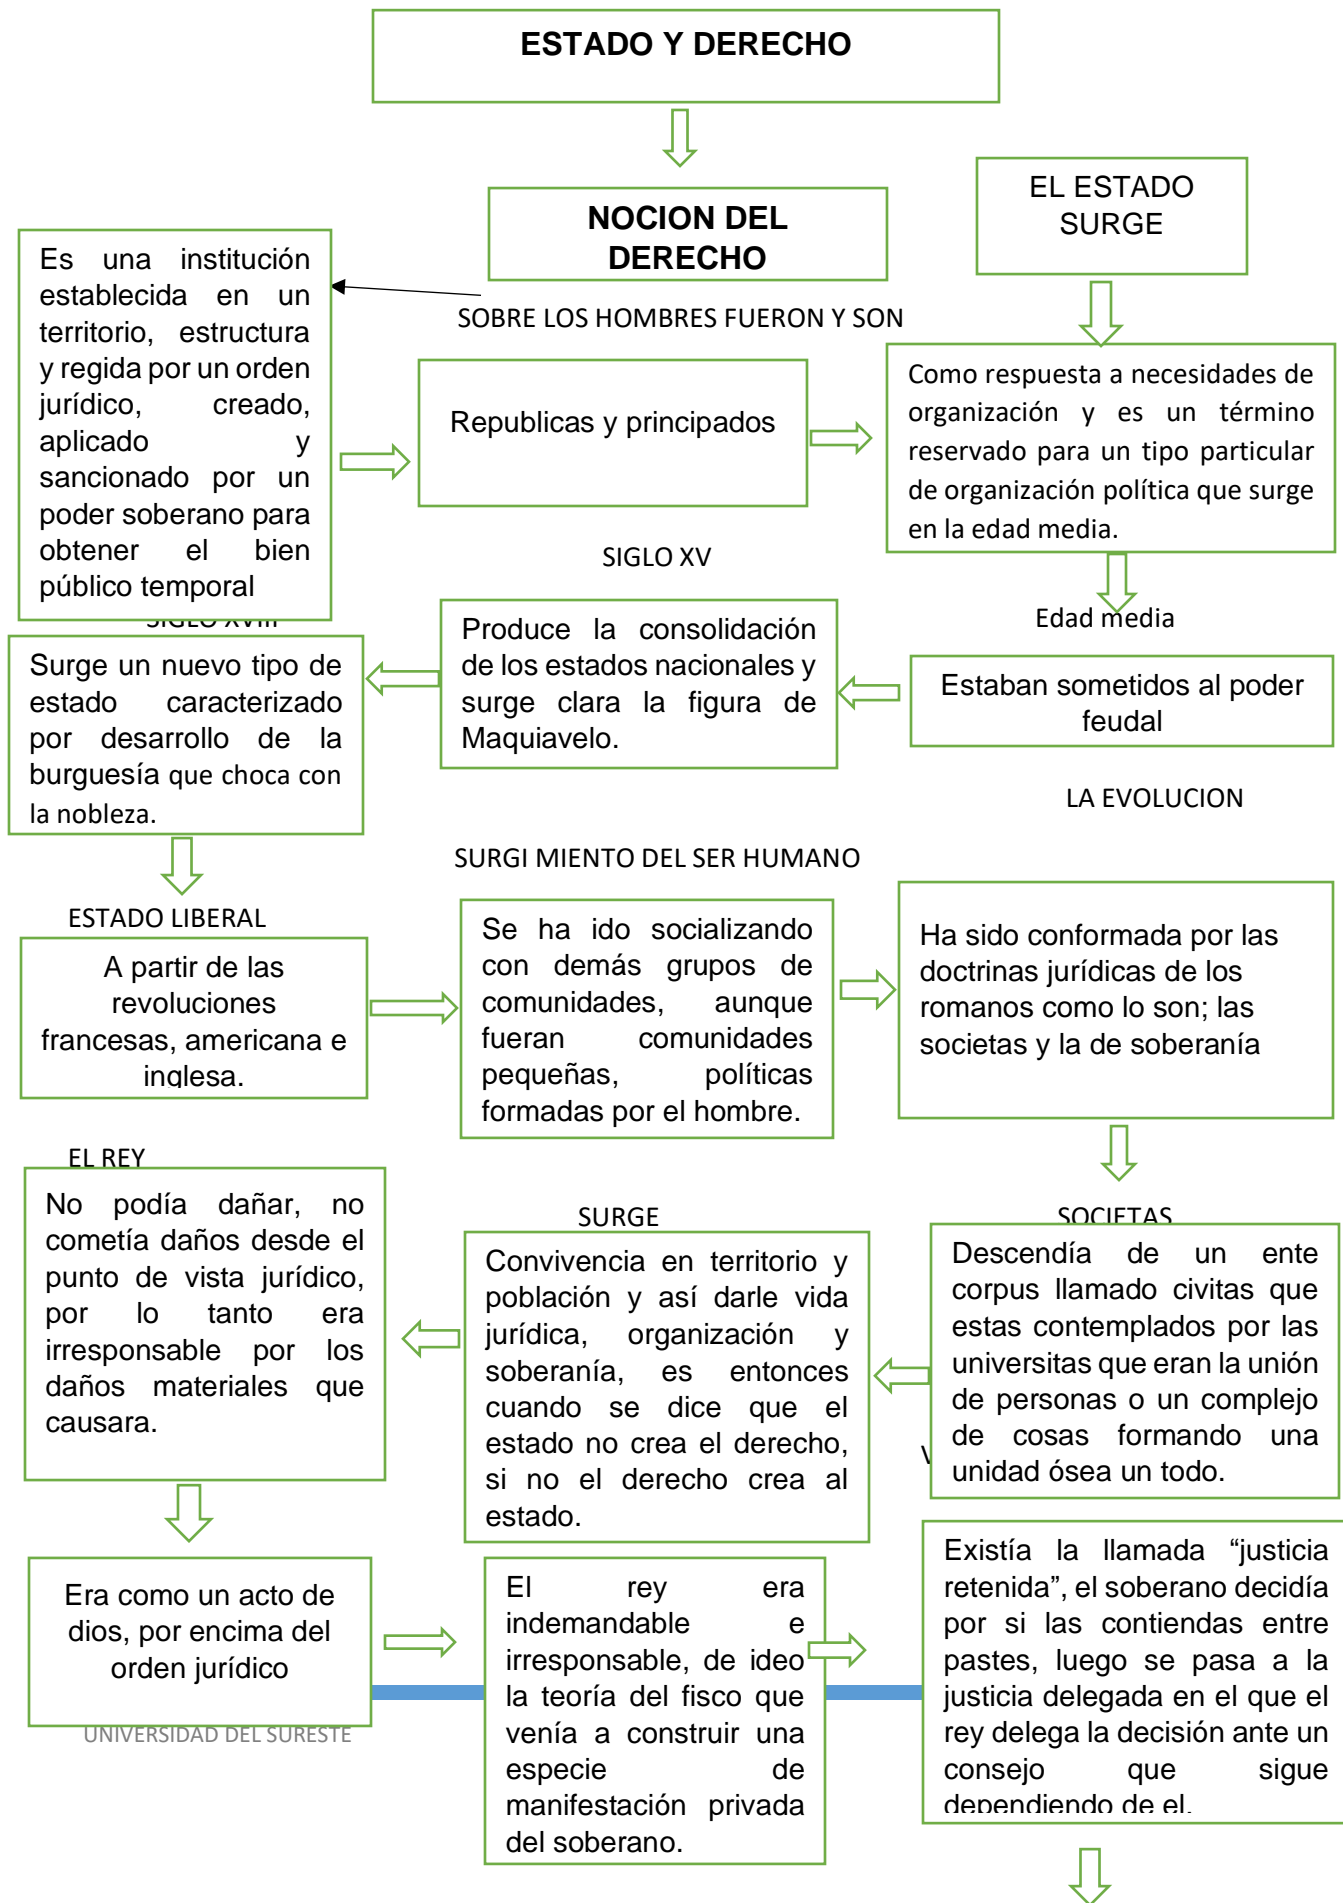 ESTADO Y DERECHO
NOCION DEL
DERECHO
EL ESTADO
SURGE
Es una institución
establecida en un
territorio, estructura
y regida por un orden
jurídico, creado,
aplicado y
sancionado por un
poder soberano para
obtener el bien
público temporal
SOBRE LOS HOMBRES FUERON Y SON
Republicas y principados
Como respuesta a necesidades de
organización y es un término
reservado para un tipo particular
de organización política que surge
en la edad media.
SIGLO XV
Edad media
SIGLO XVIII
Surge un nuevo tipo de
estado caracterizado
por desarrollo de la
burguesía que choca con
la nobleza.
Produce la consolidación
de los estados nacionales y
surge clara la figura de
Maquiavelo.
Estaban sometidos al poder
feudal
LA EVOLUCION
SURGI MIENTO DEL SER HUMANO
ESTADO LIBERAL
A partir de las
revoluciones
francesas, americana e
inglesa.
Se ha ido socializando
con demás grupos de
comunidades, aunque
fueran comunidades
pequeñas, políticas
formadas por el hombre.
Ha sido conformada por las
doctrinas jurídicas de los
romanos como lo son; las
societas y la de soberanía
EL REY
No podía dañar, no
cometía daños desde el
punto de vista jurídico,
por lo tanto era
irresponsable por los
daños materiales que
causara.
SURGE
Convivencia en territorio y
población y así darle vida
jurídica, organización y
soberanía, es entonces
cuando se dice que el
estado no crea el derecho,
si no el derecho crea al
estado.
SOCIETAS
Descendía de un ente
corpus llamado civitas que
estas contemplados por las
universitas que eran la unión
de personas o un complejo
de cosas formando una
unidad ósea un todo.
Era como un acto de
dios, por encima del
orden jurídico
El rey era
indemandable e
irresponsable, de ideo
la teoría del fisco que
venía a construir una
especie de
manifestación privada
del soberano.
Existía la llamada “justicia
retenida”, el soberano decidía
por si las contiendas entre
pastes, luego se pasa a la
justicia delegada en el que el
rey delega la decisión ante un
consejo que sigue
dependiendo de el.
UNIVERSIDAD DEL SURESTE